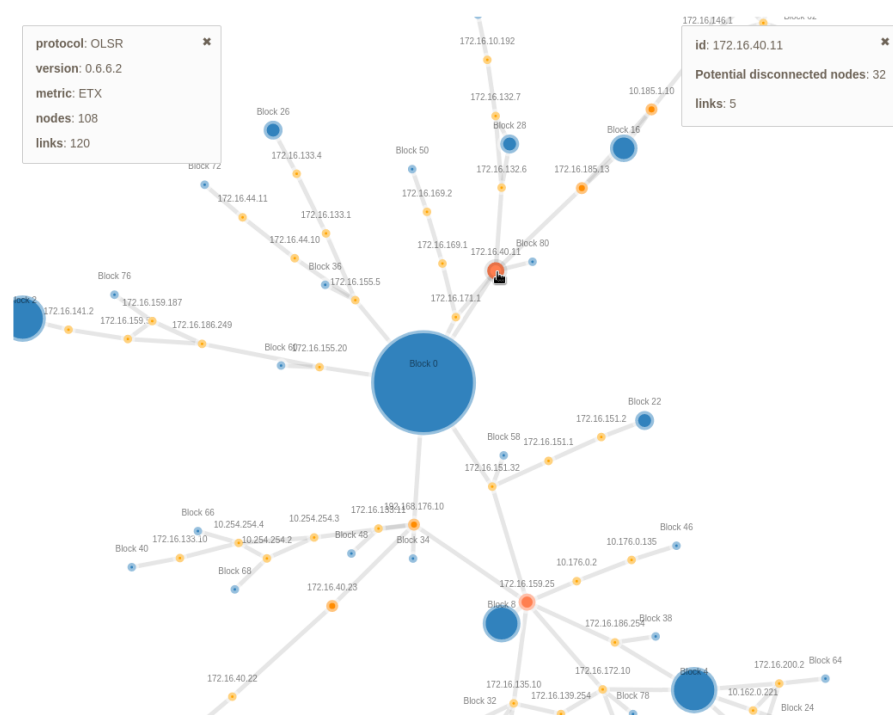 protocol: OLSR
version: 0.6.6.2
metric: ETX
nodes: 108
links: 120
✖
id: 172.16.40.11
Potential disconnected nodes: 32
links: 5
✖
172.16.146.1
172.16.10.192
10.185.1.10
172.16.132.7
Block 26
Block 28
Block 16
172.16.133.4
Block 50
Block 72
172.16.132.6
172.16.185.13
172.16.44.11
172.16.169.2
172.16.133.1
172.16.44.10
172.16.169.1
172.16.40.11
Block 80
Block 36
172.16.155.5
Block 76
172.16.171.1
172.16.141.2
172.16.159.187
172.16.159.
172.16.186.249
172.16.155.20
Block 0
Block 22
172.16.151.2
Block 58
172.16.151.1
172.16.151.32
192.168.176.10
Block 66
10.254.254.3
10.254.254.4
Block 46
172.16.133.10
10.254.254.2
Block 48
Block 34
10.176.0.135
Block 40
Block 68
10.176.0.2
172.16.40.23
172.16.159.25
Block 8
172.16.186.254
Block 38
172.16.40.22
172.16.172.10
Block 4
172.16.200.2
Block 64
172.16.135.10
Block 32
172.16.139.254
Block 78
10.162.0.221
Block 24